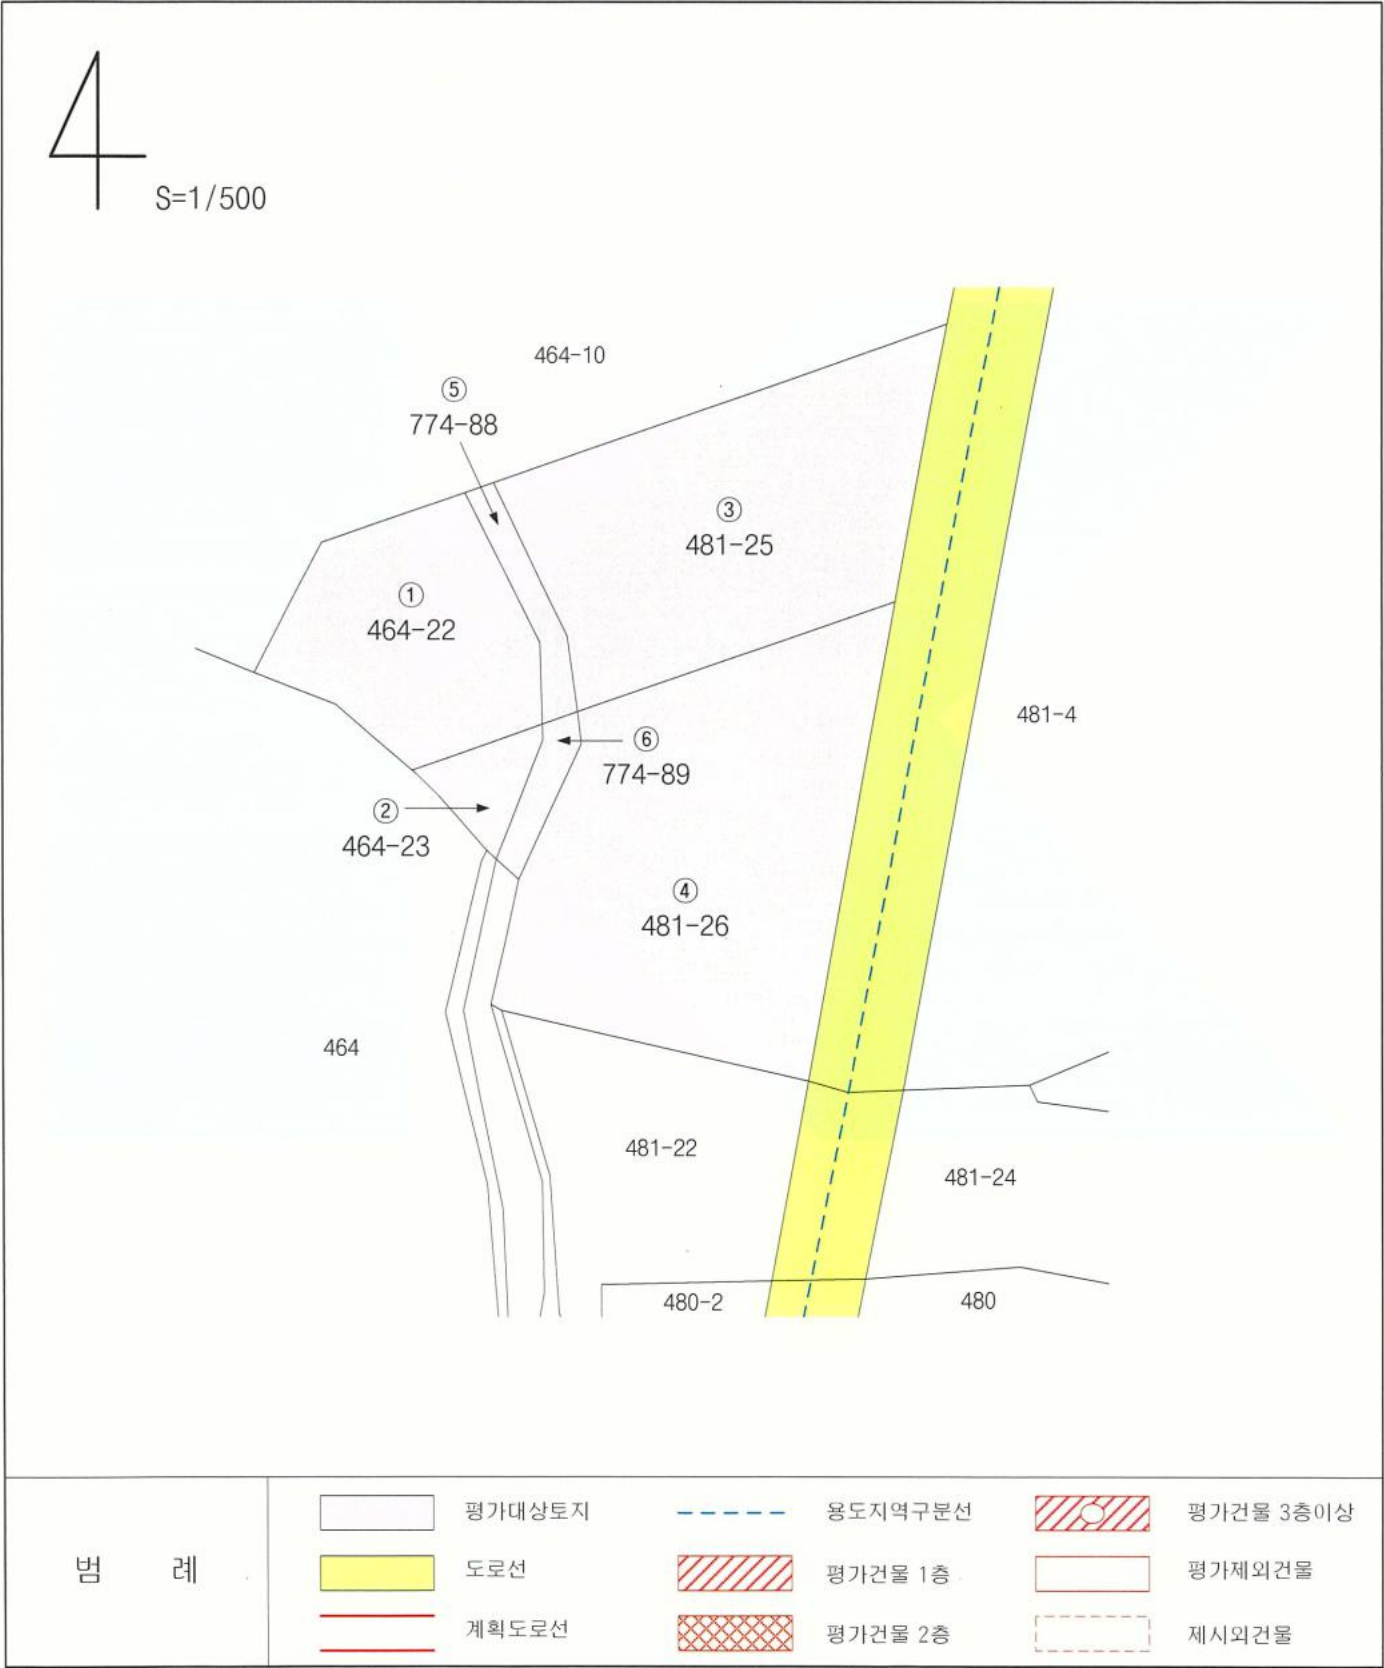 S=1/500
464-10
⑤
774-88
③
481-25
①
464-22
481-4
⑥
774-89
②
464-23
④
481-26
464
481-22
481-24
480-2
480
범 례
평가대상토지
용도지역구분선
평가건물 3층이상
도로선
평가건물 1층
평가제외건물
계획도로선
평가건물 2층
제시외건물